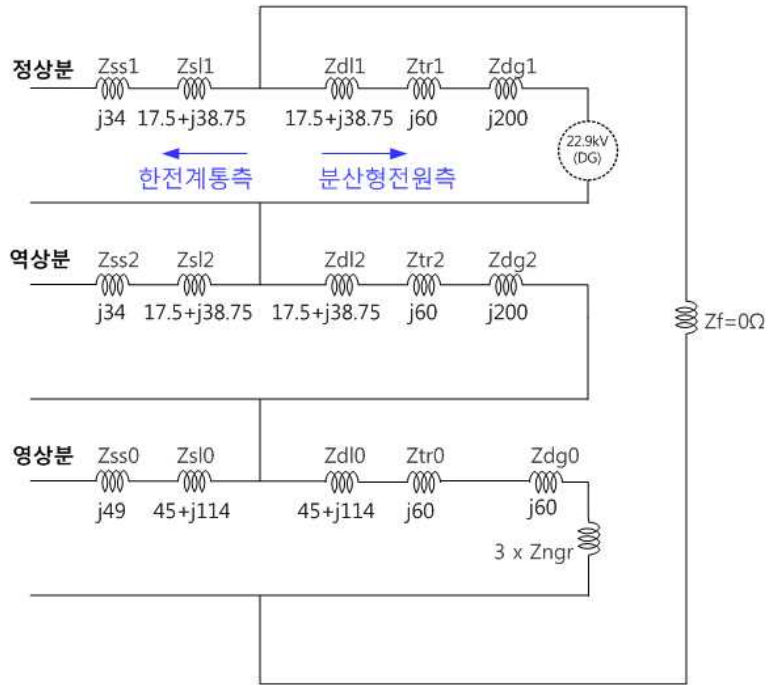 정상분 Zss1 Zsl1 Zdl1 Ztr1 Zdg1
j34 17.5+j38.75 17.5+j38.75 j60 j200
22.9kV
(DG)
한전계통측 분산형전원측
역상분 Zss2 Zsl2 Zdl2 Ztr2 Zdg2
j34 17.5+j38.75 17.5+j38.75 j60 j200
Zf=0Ω
영상분 Zss0 Zsl0 Zdl0 Ztr0 Zdg0
j49 45+j114 45+j114 j60 j60
3 x Zngr